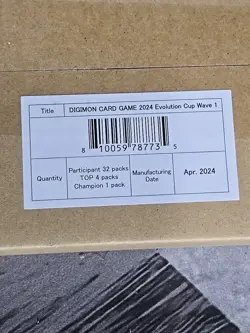 Title DIGIMON CARD GAME 2024 Evolution Cup Wave 1
8 10059 78773 5
Quantity
Participant 32 packs
TOP 4 packs
Champion 1 pack
Manufacturing
Date
Apr. 2024